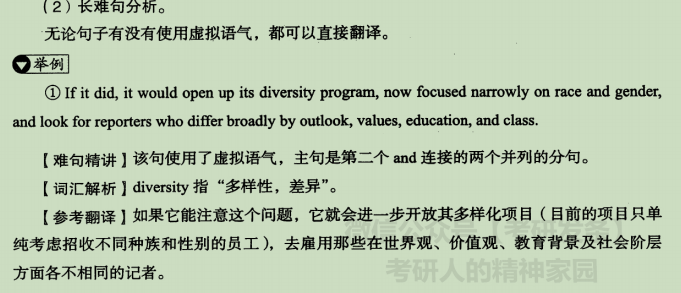 （2）长难句分析。
无论句子有没有使用虚拟语气，都可以直接翻译。
举例
① If it did, it would open up its diversity program, now focused narrowly on race and gender,
and look for reporters who differ broadly by outlook, values, education, and class.
【难句精讲】该句使用了虚拟语气，主句是第二个 and 连接的两个并列的分句。
【词汇解析】diversity 指“多样性，差异”。
【参考翻译】如果它能注意这个问题，它就会进一步开放其多样化项目（目前的项目只单
纯考虑招收不同种族和性别的员工），去雇用那些在世界观、价值观、教育背景及社会阶层
方面各不相同的记者。
微信公众号【考研发条】
考研人的精神家园